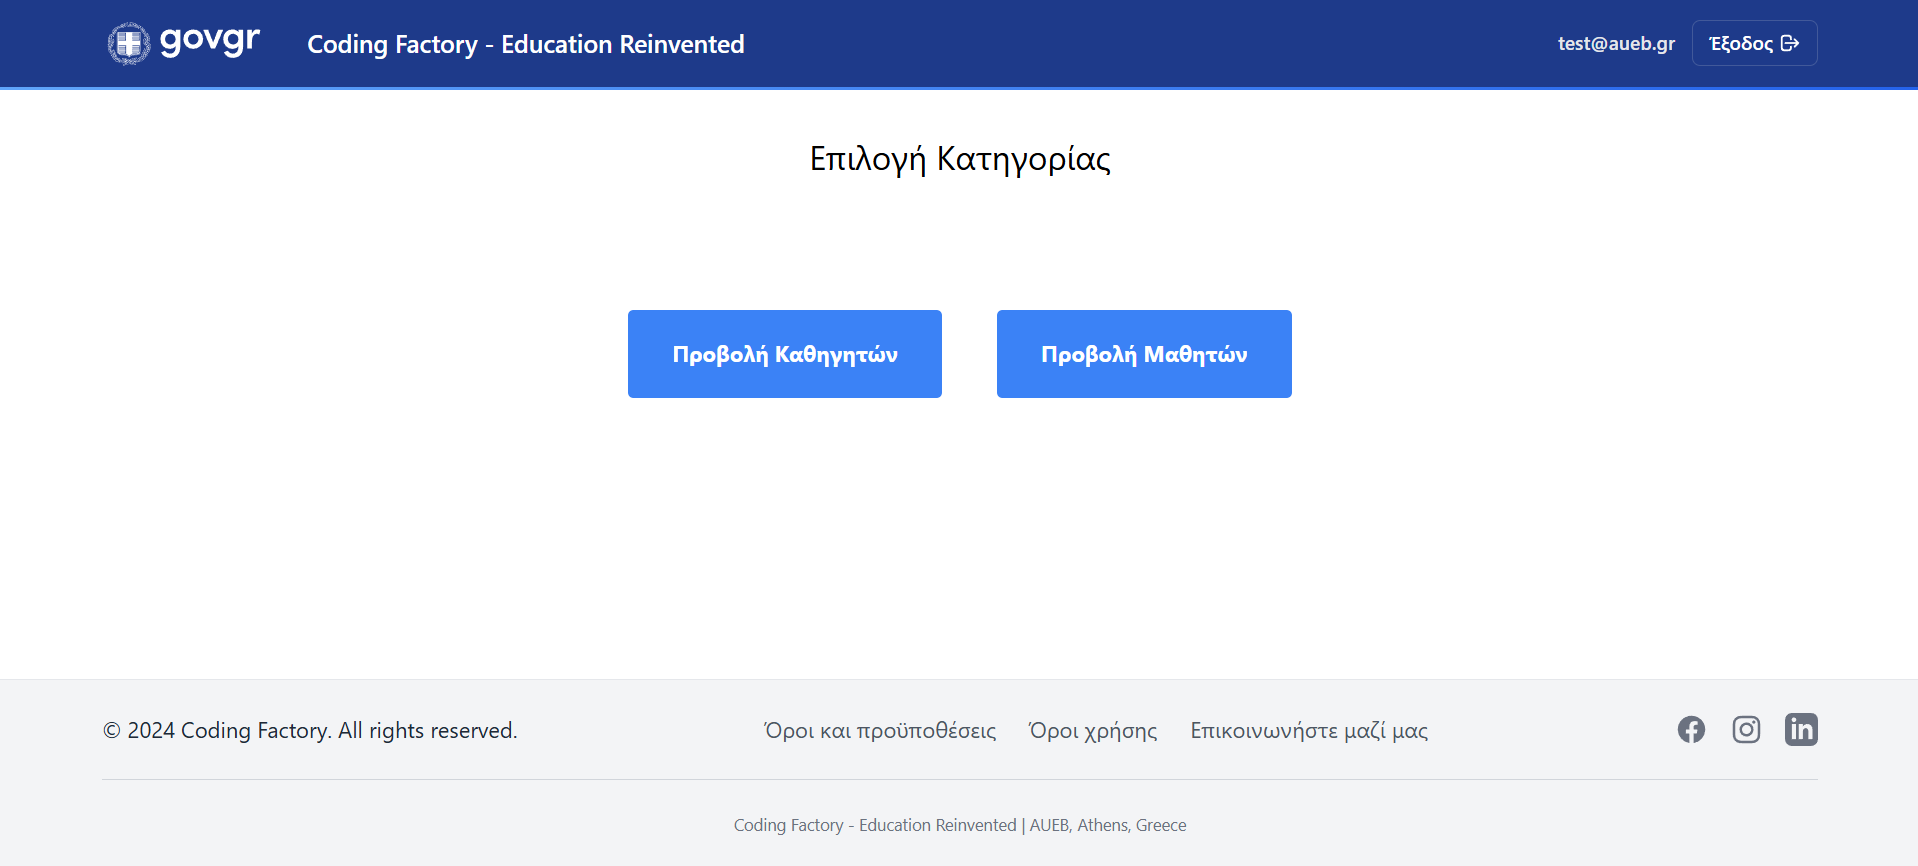 govgr
Coding Factory - Education Reinvented
test@aueb.gr
Έξοδος
Επιλογή Κατηγορίας
Προβολή Καθηγητών
Προβολή Μαθητών
© 2024 Coding Factory. All rights reserved.
Όροι και προϋποθέσεις
Όροι χρήσης
Επικοινωνήστε μαζί μας
Coding Factory - Education Reinvented | AUEB, Athens, Greece